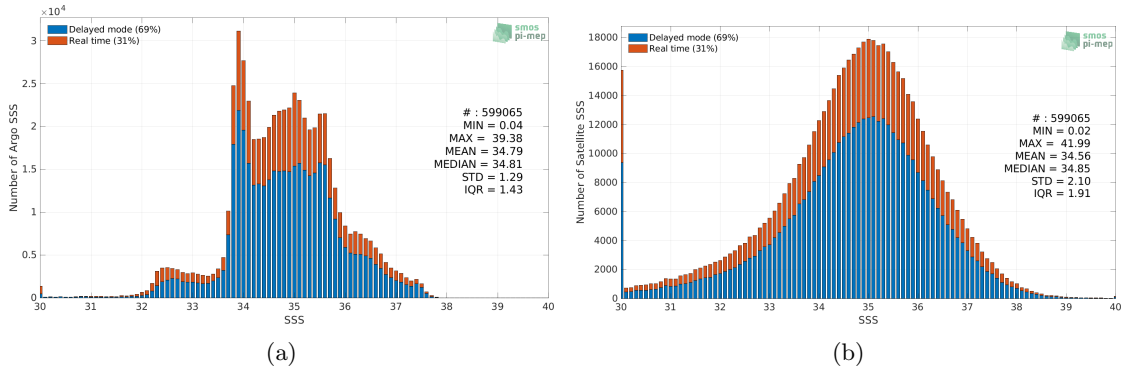 ×10⁴
Delayed mode (69%)
Real time (31%)
smos
pi-mep
3
2.5
2
1.5
1
0.5
0
Number of Argo SSS
# : 599065
MIN = 0.04
MAX = 39.38
MEAN = 34.79
MEDIAN = 34.81
STD = 1.29
IQR = 1.43
30 31 32 33 34 35 36 37 38 39 40
SSS
(a)
Delayed mode (69%)
Real time (31%)
smos
pi-mep
18000
16000
14000
12000
10000
8000
6000
4000
2000
0
Number of Satellite SSS
# : 599065
MIN = 0.02
MAX = 41.99
MEAN = 34.56
MEDIAN = 34.85
STD = 2.10
IQR = 1.91
30 31 32 33 34 35 36 37 38 39 40
SSS
(b)